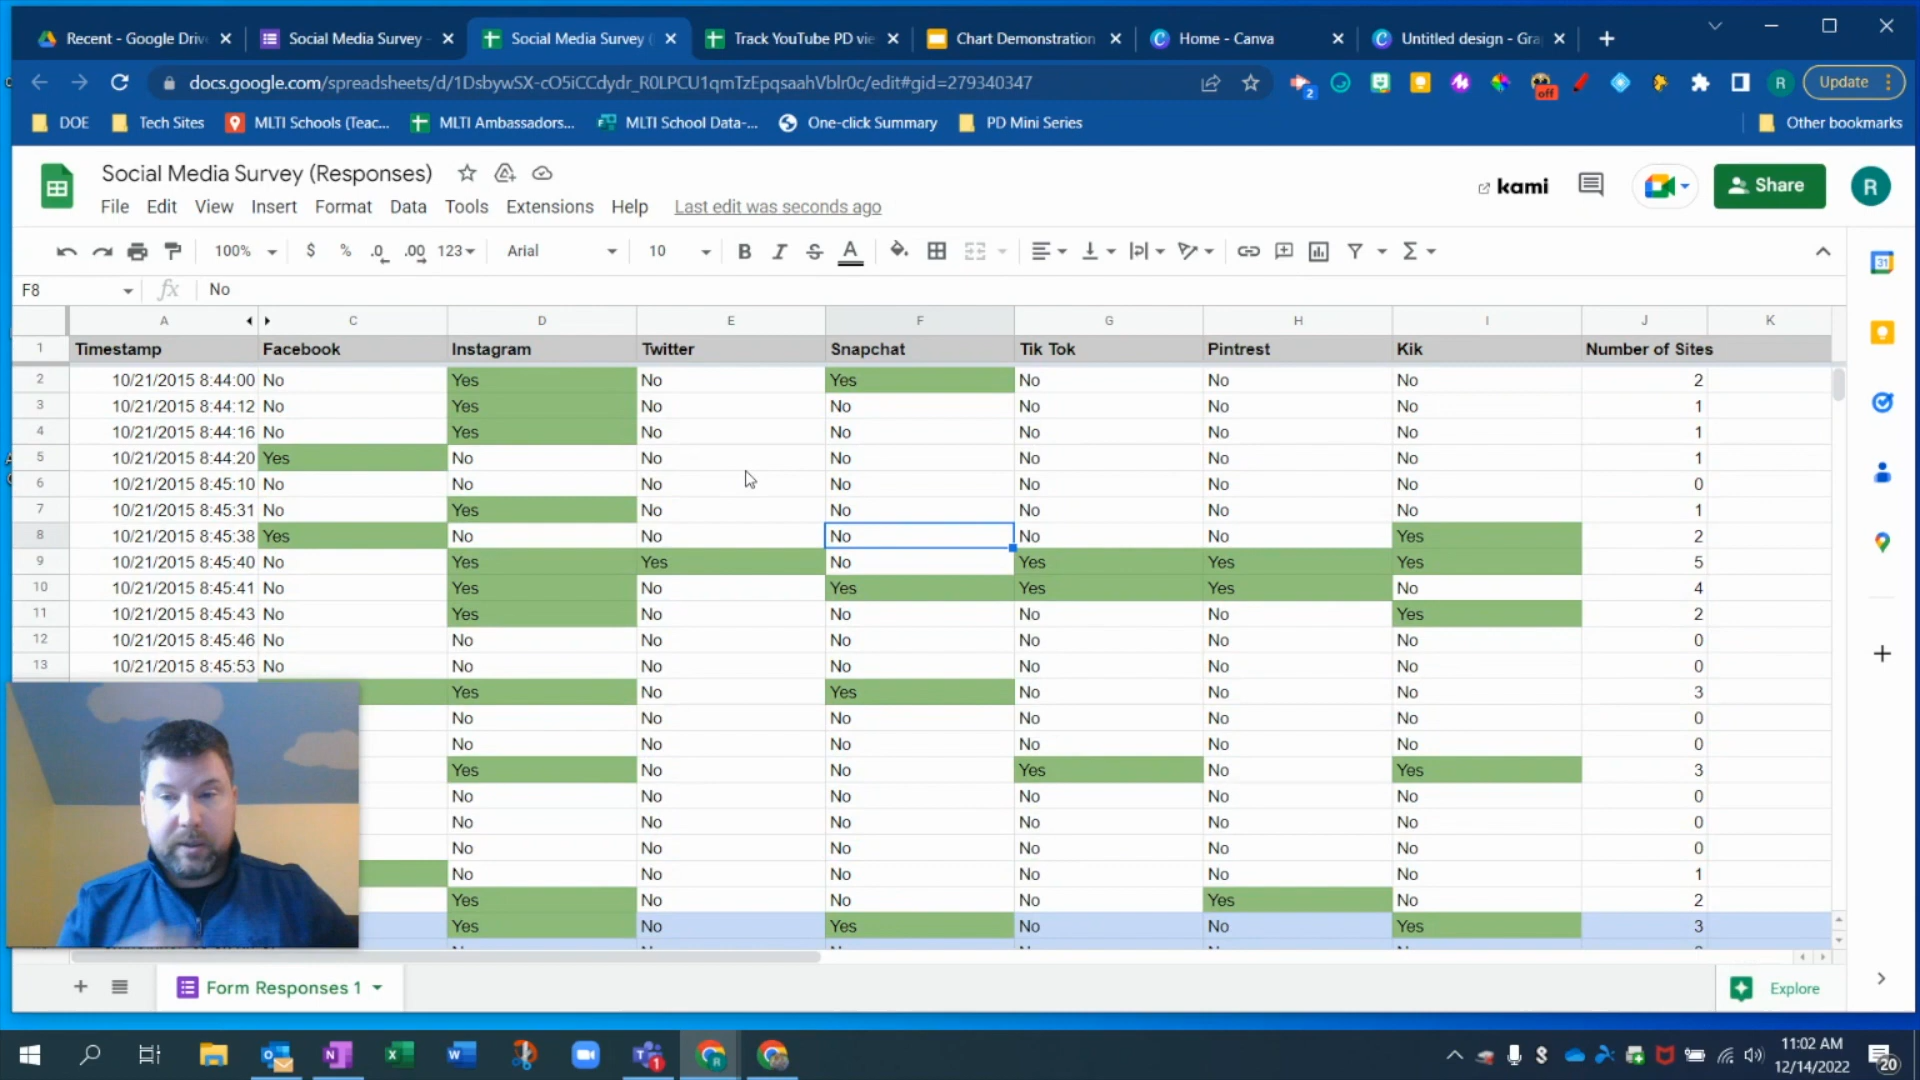 Recent - Google Driv
Social Media Survey -
Social Media Survey (
Track YouTube PD vie
Chart Demonstration
Home - Canva
Untitled design - Gra
docs.google.com/spreadsheets/d/1DsbywSX-cO5iCCdydr_R0LPCU1qmTzEpqsaahVblr0c/edit#gid=279340347
2
off
R
Update
DOE
Tech Sites
MLTI Schools (Teac...
MLTI Ambassadors...
MLTI School Data-...
One-click Summary
PD Mini Series
Other bookmarks
Social Media Survey (Responses)
kami
Share
R
File Edit View Insert Format Data Tools Extensions Help Last edit was seconds ago
100% $ % .0 .00 123 Arial 10 B I S A
31
F8 fx No
A C D E F G H I J K
1 Timestamp Facebook Instagram Twitter Snapchat Tik Tok Pintrest Kik Number of Sites
2 10/21/2015 8:44:00 No Yes No Yes No No No 2
3 10/21/2015 8:44:12 No Yes No No No No No 1
4 10/21/2015 8:44:16 No Yes No No No No No 1
5 10/21/2015 8:44:20 Yes No No No No No No 1
6 10/21/2015 8:45:10 No No No No No No No 0
7 10/21/2015 8:45:31 No Yes No No No No No 1
8 10/21/2015 8:45:38 Yes No No No No No Yes 2
9 10/21/2015 8:45:40 No Yes Yes No Yes Yes Yes 5
10 10/21/2015 8:45:41 No Yes No Yes Yes Yes No 4
11 10/21/2015 8:45:43 No Yes No No No No Yes 2
12 10/21/2015 8:45:46 No No No No No No No 0
13 10/21/2015 8:45:53 No No No No No No No 0
Yes No Yes No No No 3
No No No No No No 0
No No No No No No 0
Yes No No Yes No Yes 3
No No No No No No 0
No No No No No No 0
No No No No No No 0
No No No No No No 1
Yes No No No Yes No 2
Yes No Yes No No Yes 3
Form Responses 1
Explore
11:02 AM
12/14/2022
1
20